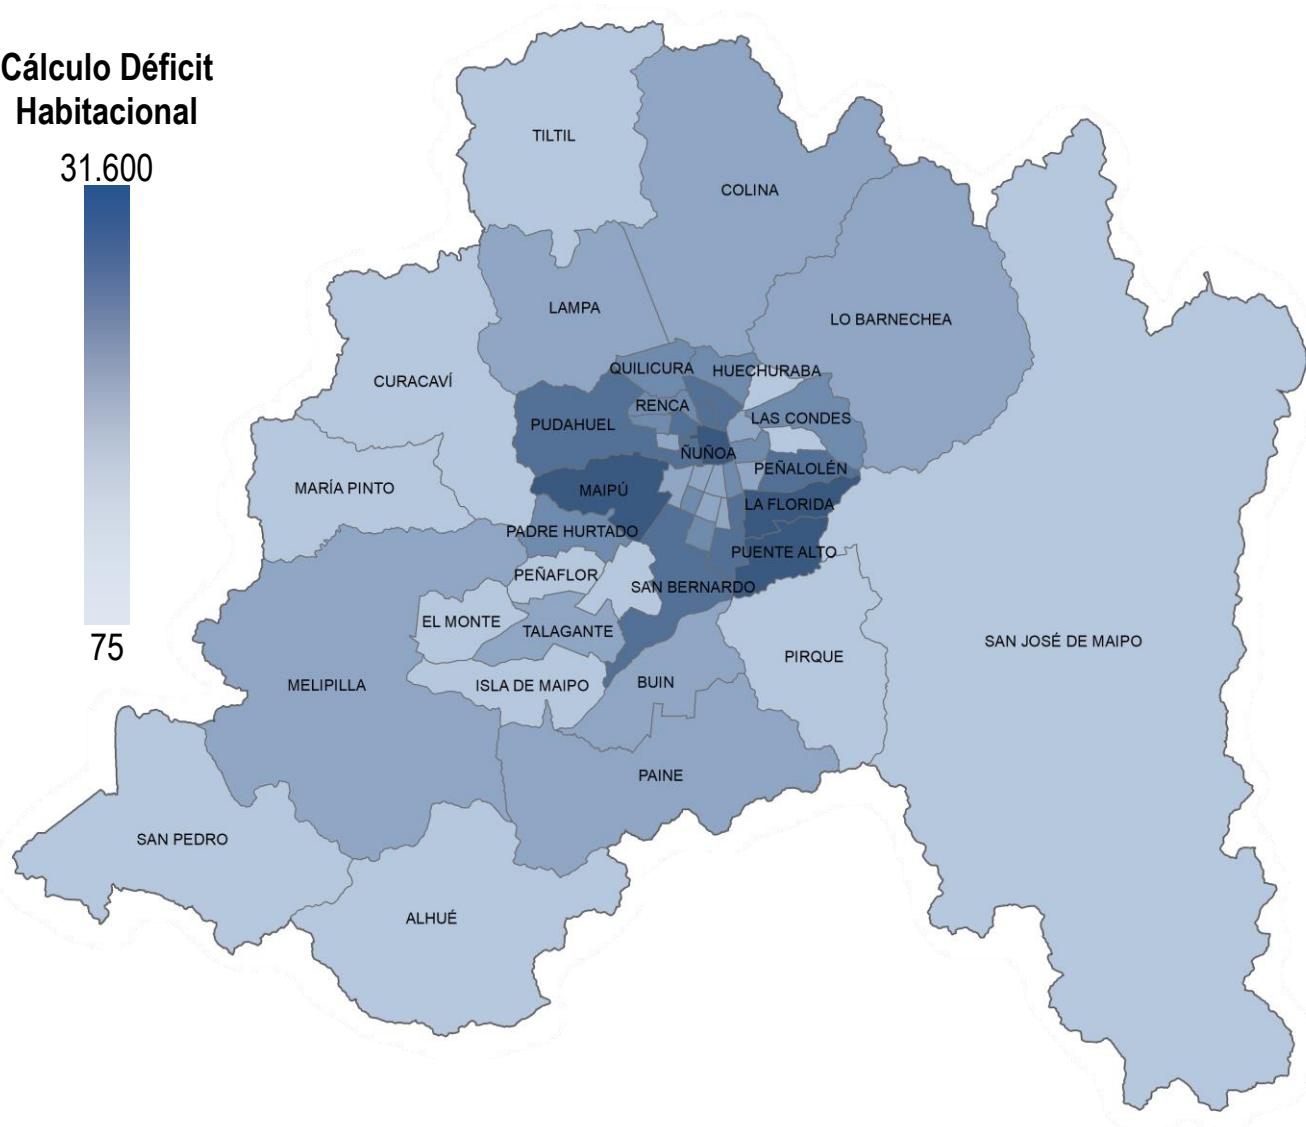 Cálculo Déficit
Habitacional
31.600
75
TILTIL
COLINA
LAMPA
LO BARNECHEA
CURACAVÍ
QUILICURA
HUECHURABA
RENCA
LAS CONDES
PUDAHUEL
ÑUÑOA
PEÑALOLÉN
MARÍA PINTO
MAIPÚ
LA FLORIDA
PADRE HURTADO
PUENTE ALTO
PEÑAFLOR
SAN BERNARDO
EL MONTE
TALAGANTE
SAN JOSÉ DE MAIPO
PIRQUE
MELIPILLA
ISLA DE MAIPO
BUIN
PAINE
SAN PEDRO
ALHUÉ